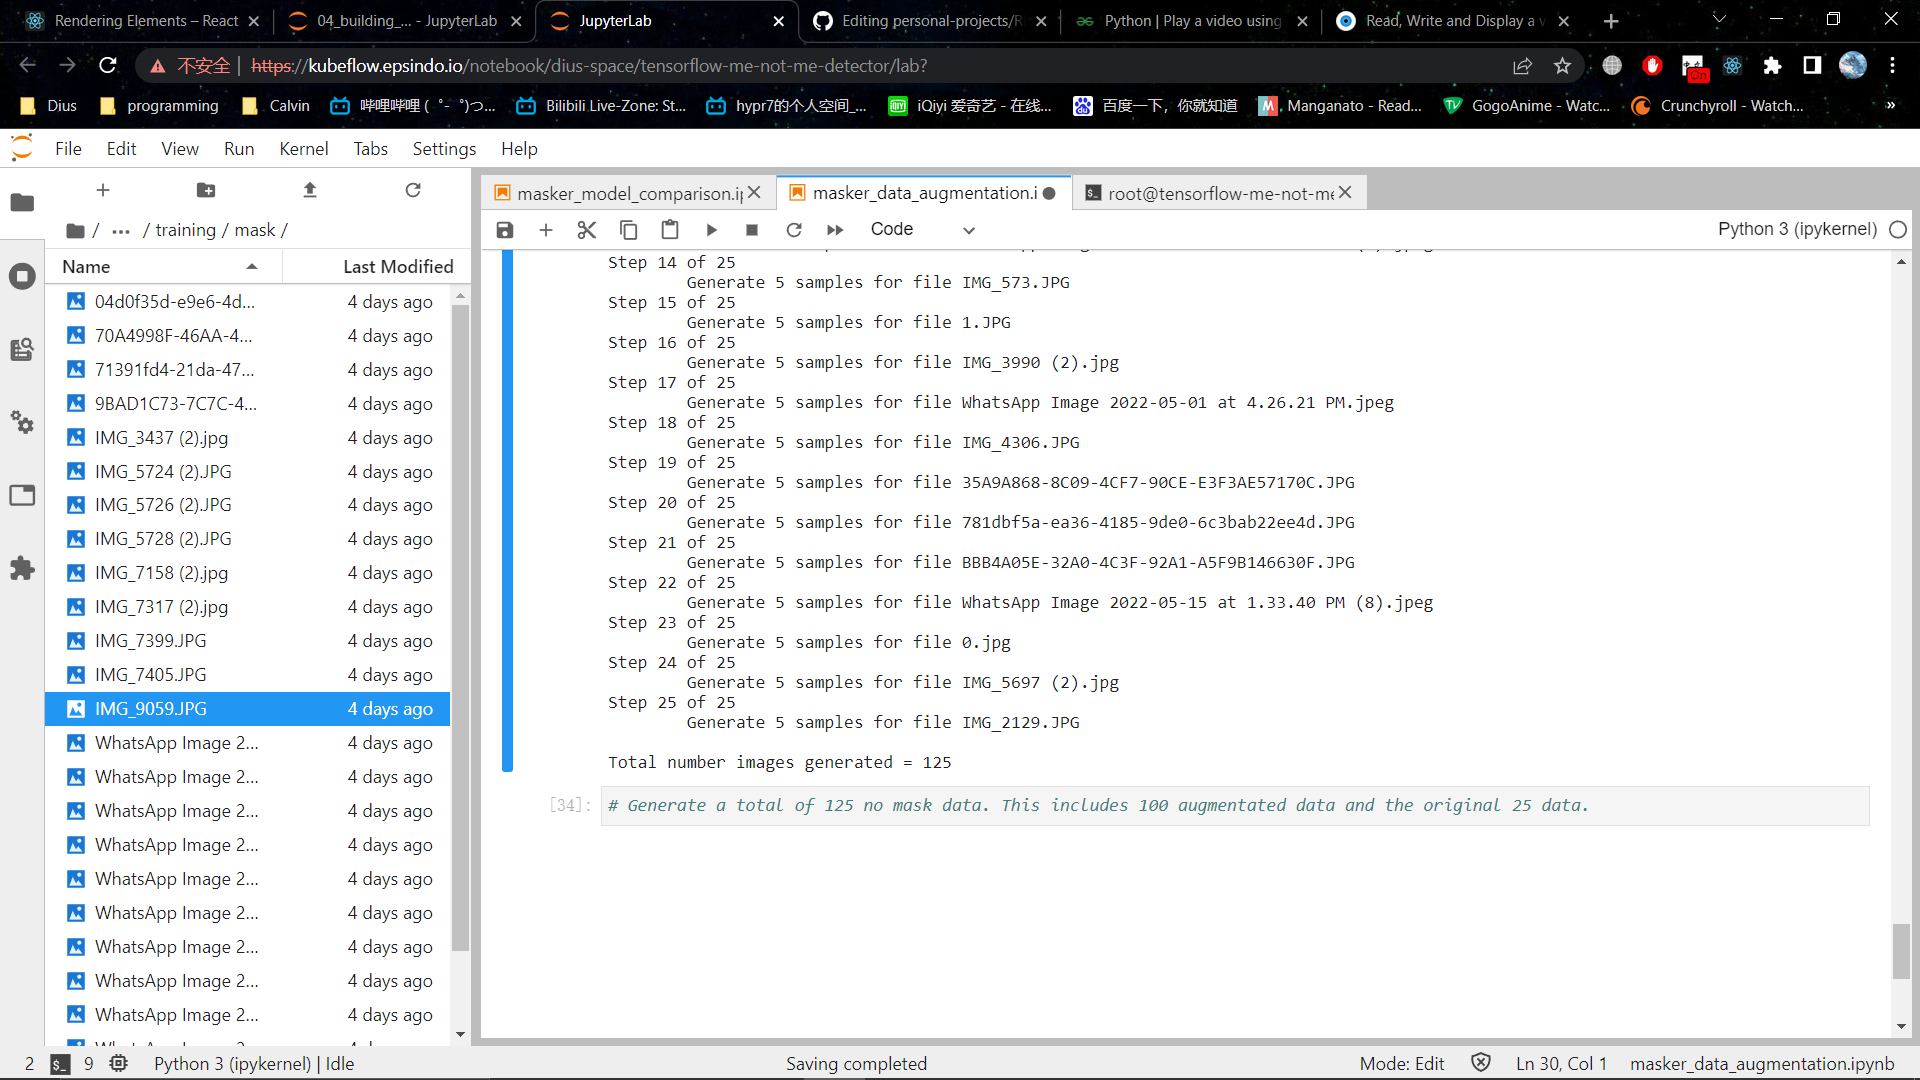 Rendering Elements – React
04_building_... - JupyterLab
JupyterLab
Editing personal-projects/R
Python | Play a video using
Read, Write and Display a v
不安全 | https://kubeflow.epsindo.io/notebook/dius-space/tensorflow-me-not-me-detector/lab?
On
Dius
programming
Calvin
哔哩哔哩 (゜-゜)つ...
Bilibili Live-Zone: St...
hypr7的个人空间_...
iQiyi 爱奇艺 - 在线...
百度一下，你就知道
Manganato - Read...
GogoAnime - Watc...
Crunchyroll - Watch...
»
File Edit View Run Kernel Tabs Settings Help
masker_model_comparison.ip
masker_data_augmentation.i
root@tensorflow-me-not-me
/ ... / training / mask /
Code
Python 3 (ipykernel)
Name Last Modified
04d0f35d-e9e6-4d... 4 days ago
70A4998F-46AA-4... 4 days ago
71391fd4-21da-47... 4 days ago
9BAD1C73-7C7C-4... 4 days ago
IMG_3437 (2).jpg 4 days ago
IMG_5724 (2).JPG 4 days ago
IMG_5726 (2).JPG 4 days ago
IMG_5728 (2).JPG 4 days ago
IMG_7158 (2).jpg 4 days ago
IMG_7317 (2).jpg 4 days ago
IMG_7399.JPG 4 days ago
IMG_7405.JPG 4 days ago
IMG_9059.JPG 4 days ago
WhatsApp Image 2... 4 days ago
WhatsApp Image 2... 4 days ago
WhatsApp Image 2... 4 days ago
WhatsApp Image 2... 4 days ago
WhatsApp Image 2... 4 days ago
WhatsApp Image 2... 4 days ago
WhatsApp Image 2... 4 days ago
WhatsApp Image 2... 4 days ago
WhatsApp Image 2... 4 days ago
Step 14 of 25
Generate 5 samples for file IMG_573.JPG
Step 15 of 25
Generate 5 samples for file 1.JPG
Step 16 of 25
Generate 5 samples for file IMG_3990 (2).jpg
Step 17 of 25
Generate 5 samples for file WhatsApp Image 2022-05-01 at 4.26.21 PM.jpeg
Step 18 of 25
Generate 5 samples for file IMG_4306.JPG
Step 19 of 25
Generate 5 samples for file 35A9A868-8C09-4CF7-90CE-E3F3AE57170C.JPG
Step 20 of 25
Generate 5 samples for file 781dbf5a-ea36-4185-9de0-6c3bab22ee4d.JPG
Step 21 of 25
Generate 5 samples for file BBB4A05E-32A0-4C3F-92A1-A5F9B146630F.JPG
Step 22 of 25
Generate 5 samples for file WhatsApp Image 2022-05-15 at 1.33.40 PM (8).jpeg
Step 23 of 25
Generate 5 samples for file 0.jpg
Step 24 of 25
Generate 5 samples for file IMG_5697 (2).jpg
Step 25 of 25
Generate 5 samples for file IMG_2129.JPG
Total number images generated = 125
[34]: # Generate a total of 125 no mask data. This includes 100 augmentated data and the original 25 data.
2 $_ 9 Python 3 (ipykernel) | Idle
Saving completed
Mode: Edit
Ln 30, Col 1
masker_data_augmentation.ipynb